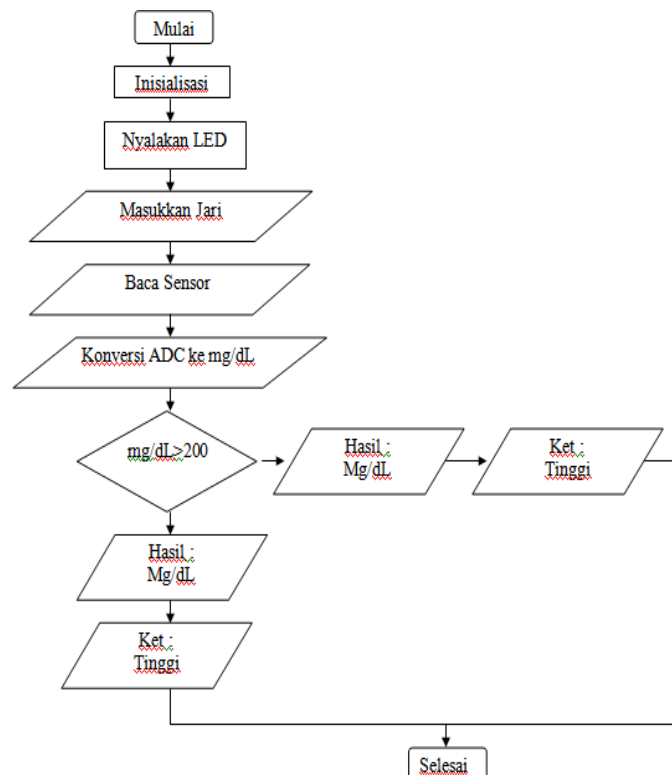 Mulai
Inisialisasi
Nyalakan LED
Masukkan Jari
Baca Sensor
Konversi ADC ke mg/dL
mg/dL>200
Hasil :
Mg/dL
Ket :
Tinggi
Hasil :
Mg/dL
Ket :
Tinggi
Selesai